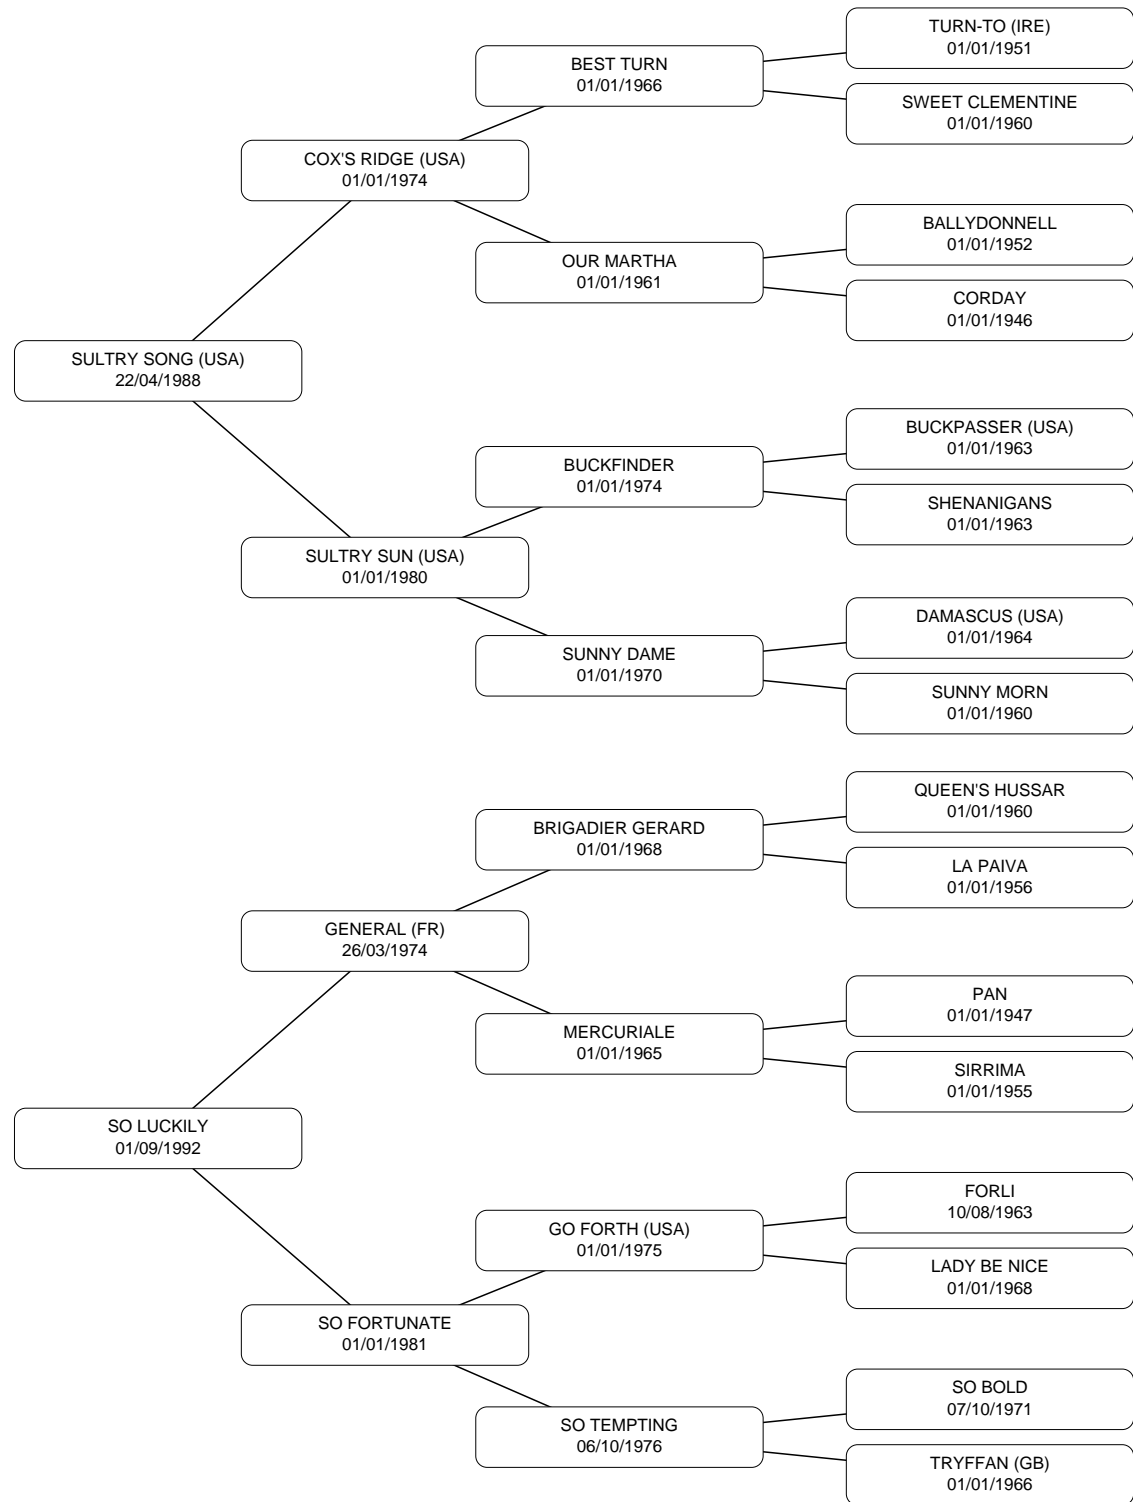 TURN-TO (IRE)
01/01/1951
BEST TURN
01/01/1966
SWEET CLEMENTINE
01/01/1960
COX'S RIDGE (USA)
01/01/1974
BALLYDONNELL
01/01/1952
OUR MARTHA
01/01/1961
CORDAY
01/01/1946
SULTRY SONG (USA)
22/04/1988
BUCKPASSER (USA)
01/01/1963
BUCKFINDER
01/01/1974
SHENANIGANS
01/01/1963
SULTRY SUN (USA)
01/01/1980
DAMASCUS (USA)
01/01/1964
SUNNY DAME
01/01/1970
SUNNY MORN
01/01/1960
QUEEN'S HUSSAR
01/01/1960
BRIGADIER GERARD
01/01/1968
LA PAIVA
01/01/1956
GENERAL (FR)
26/03/1974
PAN
01/01/1947
MERCURIALE
01/01/1965
SIRRIMA
01/01/1955
SO LUCKILY
01/09/1992
FORLI
10/08/1963
GO FORTH (USA)
01/01/1975
LADY BE NICE
01/01/1968
SO FORTUNATE
01/01/1981
SO BOLD
07/10/1971
SO TEMPTING
06/10/1976
TRYFFAN (GB)
01/01/1966